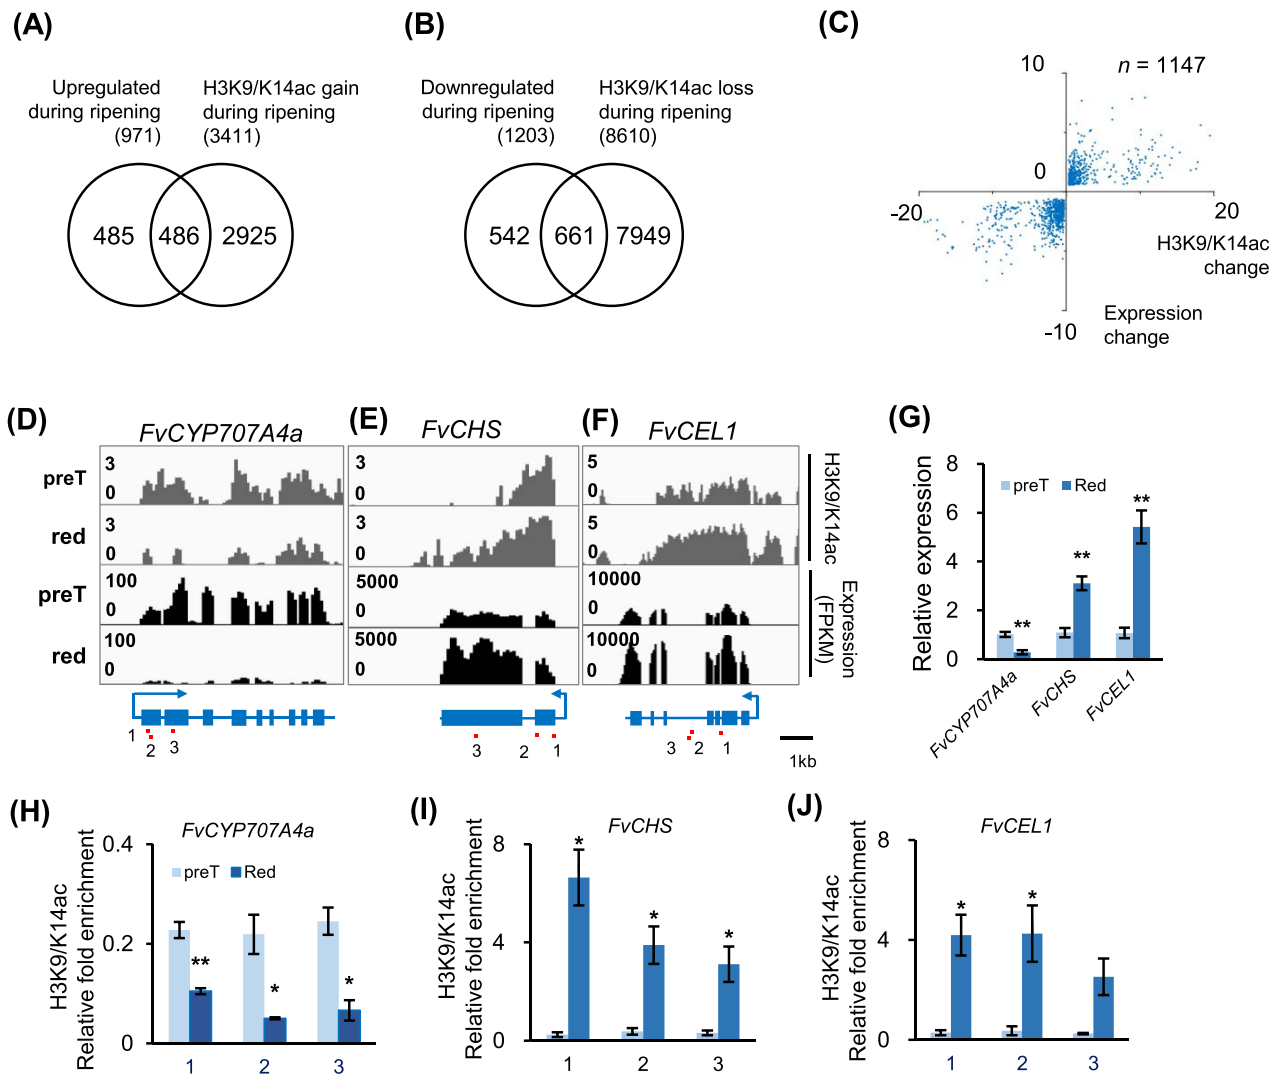 (A)
Upregulated
during ripening
(971)
H3K9/K14ac gain
during ripening
(3411)
485
486
2925
(B)
Downregulated
during ripening
(1203)
H3K9/K14ac loss
during ripening
(8610)
542
661
7949
(C)
10
n = 1147
0
-20
20
H3K9/K14ac
change
-10
Expression
change
(D)
FvCYP707A4a
(E)
FvCHS
(F)
FvCEL1
preT
3
0
3
0
5
0
red
3
0
3
0
5
0
H3K9/K14ac
preT
100
0
5000
0
10000
0
red
100
0
5000
0
10000
0
Expression
(FPKM)
1
2
3
3
2
1
3
2
1
1kb
(G)
Relative expression
8
6
4
2
0
preT
Red
**
**
**
FvCYP707A4a
FvCHS
FvCEL1
(H)
FvCYP707A4a
H3K9/K14ac
Relative fold enrichment
0.4
0.2
0
preT
Red
**
*
*
1
2
3
(I)
FvCHS
H3K9/K14ac
Relative fold enrichment
8
4
0
*
*
*
1
2
3
(J)
FvCEL1
H3K9/K14ac
Relative fold enrichment
8
4
0
*
*
1
2
3